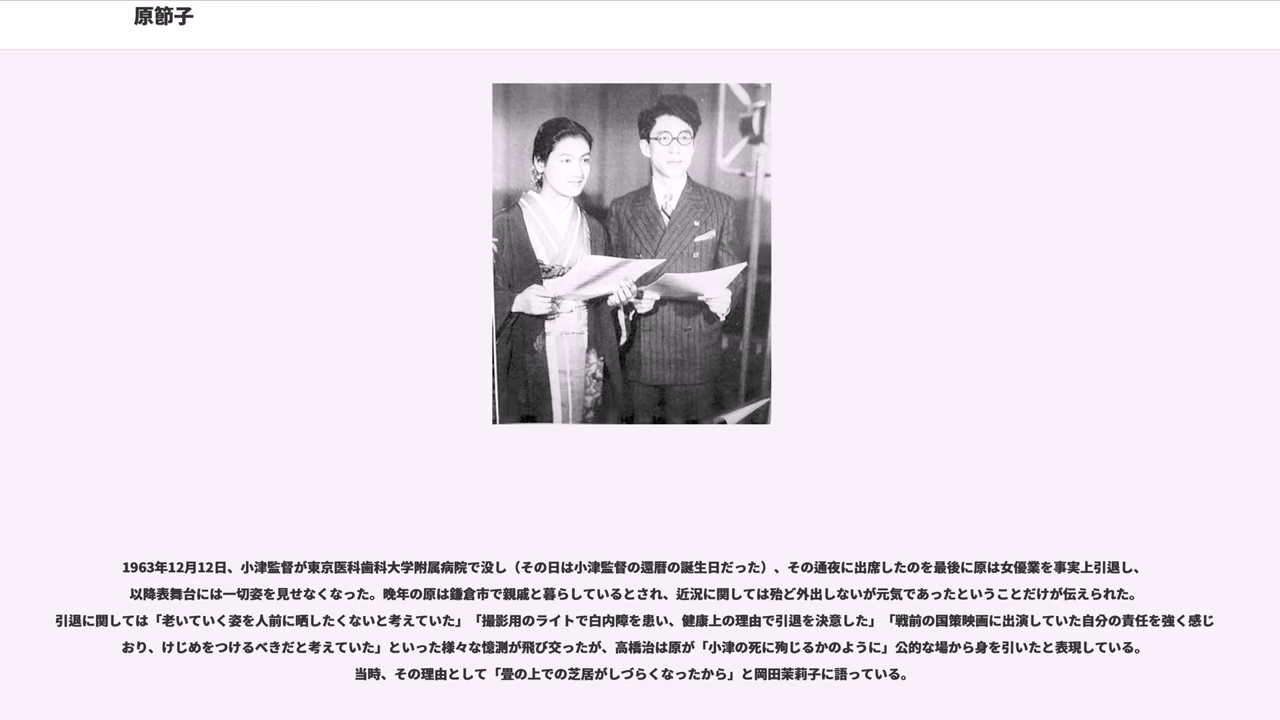 原節子
1963年12月12日、小津監督が東京医科歯科大学附属病院で没し（その日は小津監督の還暦の誕生日だった）、その通夜に出席したのを最後に原は女優業を事実上引退し、
以降表舞台には一切姿を見せなくなった。晩年の原は鎌倉市で親戚と暮らしているとされ、近況に関しては殆ど外出しないが元気であったということだけが伝えられた。
引退に関しては「老いていく姿を人前に晒したくないと考えていた」「撮影用のライトで白内障を患い、健康上の理由で引退を決意した」「戦前の国策映画に出演していた自分の責任を強く感じ
おり、けじめをつけるべきだと考えていた」といった様々な憶測が飛び交ったが、高橋治は原が「小津の死に殉じるかのように」公的な場から身を引いたと表現している。
当時、その理由として「畳の上での芝居がしづらくなったから」と岡田茉莉子に語っている。